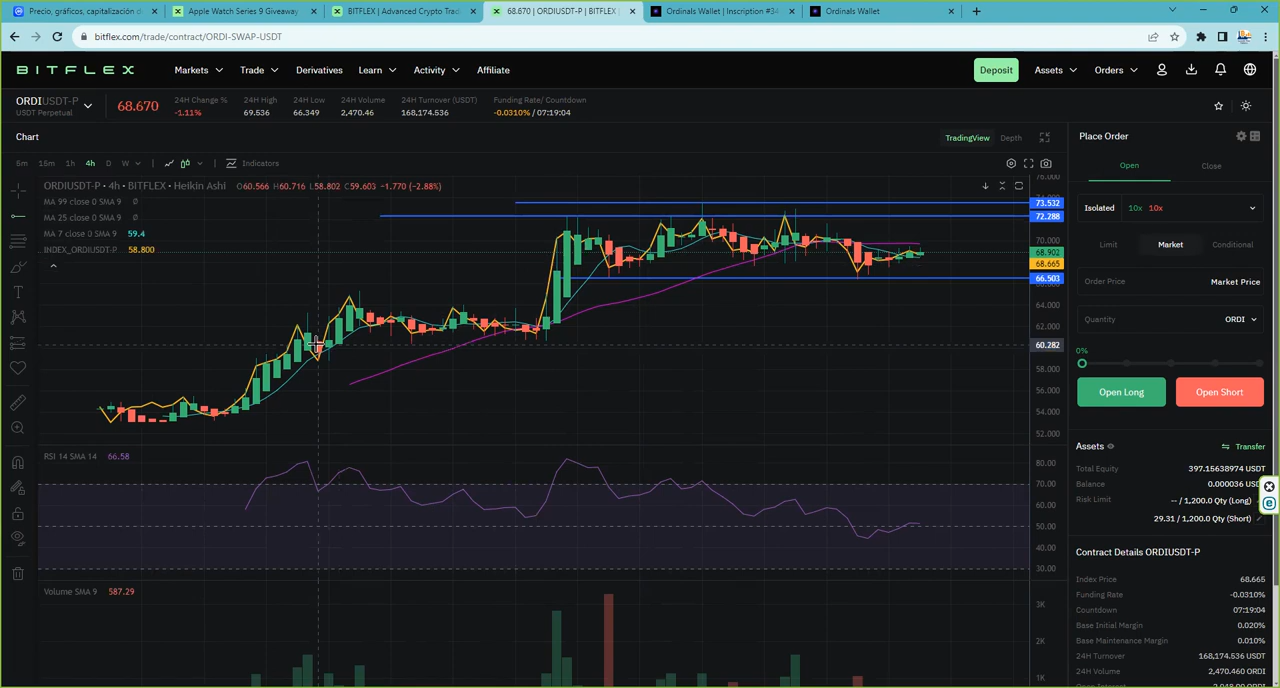 Precio, gráficos, capitalización d
Apple Watch Series 9 Giveaway
BITFLEX | Advanced Crypto Trad
68.670 | ORDIUSDT-P | BITFLEX |
Ordinals Wallet | Inscription #34
Ordinals Wallet
bitflex.com/trade/contract/ORDI-SWAP-USDT
BITFLEX
Markets
Trade
Derivatives
Learn
Activity
Affiliate
Deposit
Assets
Orders
ORDIUSDT-P
USDT Perpetual
68.670
24H Change %
-1.11%
24H High
69.536
24H Low
66.349
24H Volume
2,470.46
24H Turnover (USDT)
168,174.536
Funding Rate/ Countdown
-0.0310% / 07:19:04
Chart
TradingView
Depth
5m 15m 1h 4h D W
Indicators
ORDIUSDT-P • 4h • BITFLEX • Heikin Ashi O60.566 H60.716 L58.802 C59.603 -1.770 (-2.88%)
MA 99 close 0 SMA 9 ∅
MA 25 close 0 SMA 9 ∅
MA 7 close 0 SMA 9 59.4
INDEX_ORDIUSDT-P 58.800
76.000
73.532
72.288
70.000
68.902
68.665
66.503
64.000
62.000
60.282
58.000
56.000
54.000
52.000
RSI 14 SMA 14 66.58
80.00
70.00
60.00
50.00
40.00
30.00
Volume SMA 9 587.29
3K
2K
1K
Place Order
Open
Close
Isolated 10x 10x
Limit
Market
Conditional
Order Price
Market Price
Quantity
ORDI
0%
Open Long
Open Short
Assets
Transfer
Total Equity
397.15638974 USDT
Balance
0.000036 USD
Risk Limit
-- / 1,200.0 Qty (Long)
29.31 / 1,200.0 Qty (Short)
Contract Details ORDIUSDT-P
Index Price
68.665
Funding Rate
-0.0310%
Countdown
07:19:04
Base Initial Margin
0.020%
Base Maintenance Margin
0.010%
24H Turnover
168,174.536 USDT
24H Volume
2,470.460 ORDI